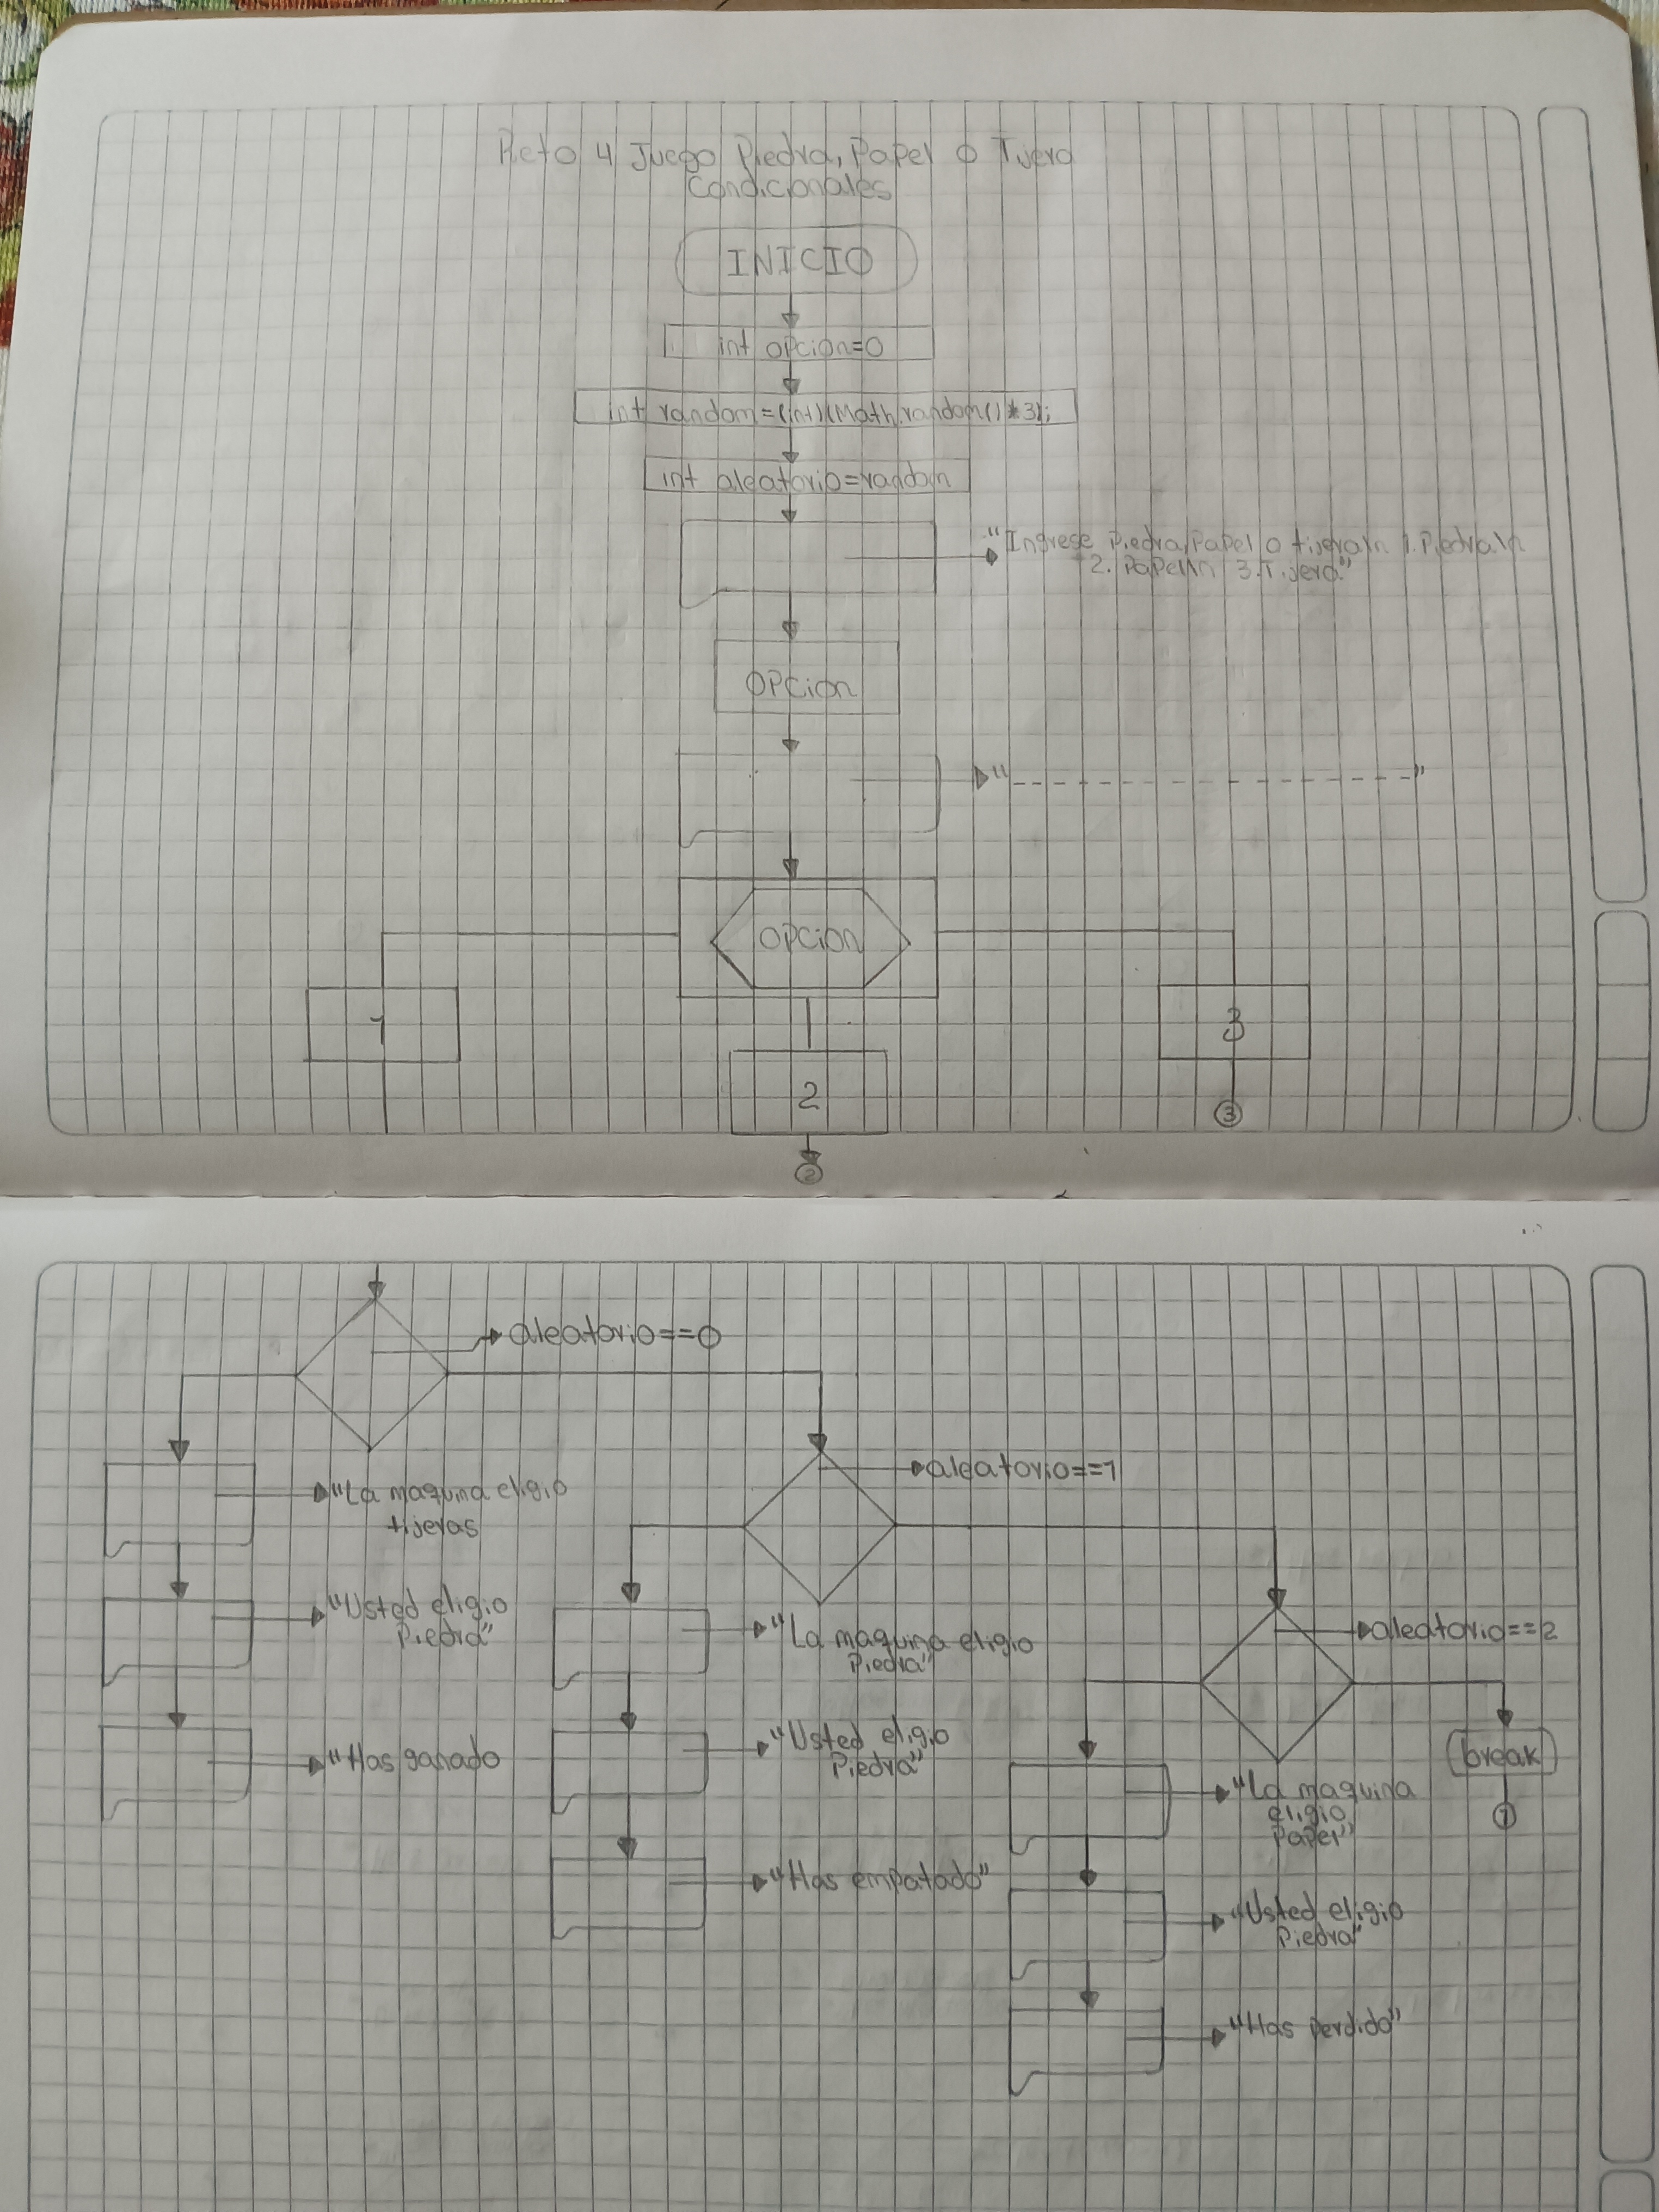 Reto 4 Juego Piedra, Papel o Tijera
Condicionales
INICIO
int opcion=0
int random=(int)(Math.random()*3);
int aleatorio=random
"Ingrese Piedra,Papel o tijera\n 1.Piedra\n
2. Papel\n 3.Tijera"
OPCion
"------------"
OPCion
1
3
2
3
2
aleatorio==0
aleatorio==1
"La maquina eligio
tijeras
aleatorio==2
"Usted eligio
Piedra"
"La maquina eligio
Piedra"
"Has ganado
"Usted eligio
Piedra"
break
"La maquina
eligio
Papel"
1
"Has empatado"
"Usted eligio
Piedra"
"Has perdido"